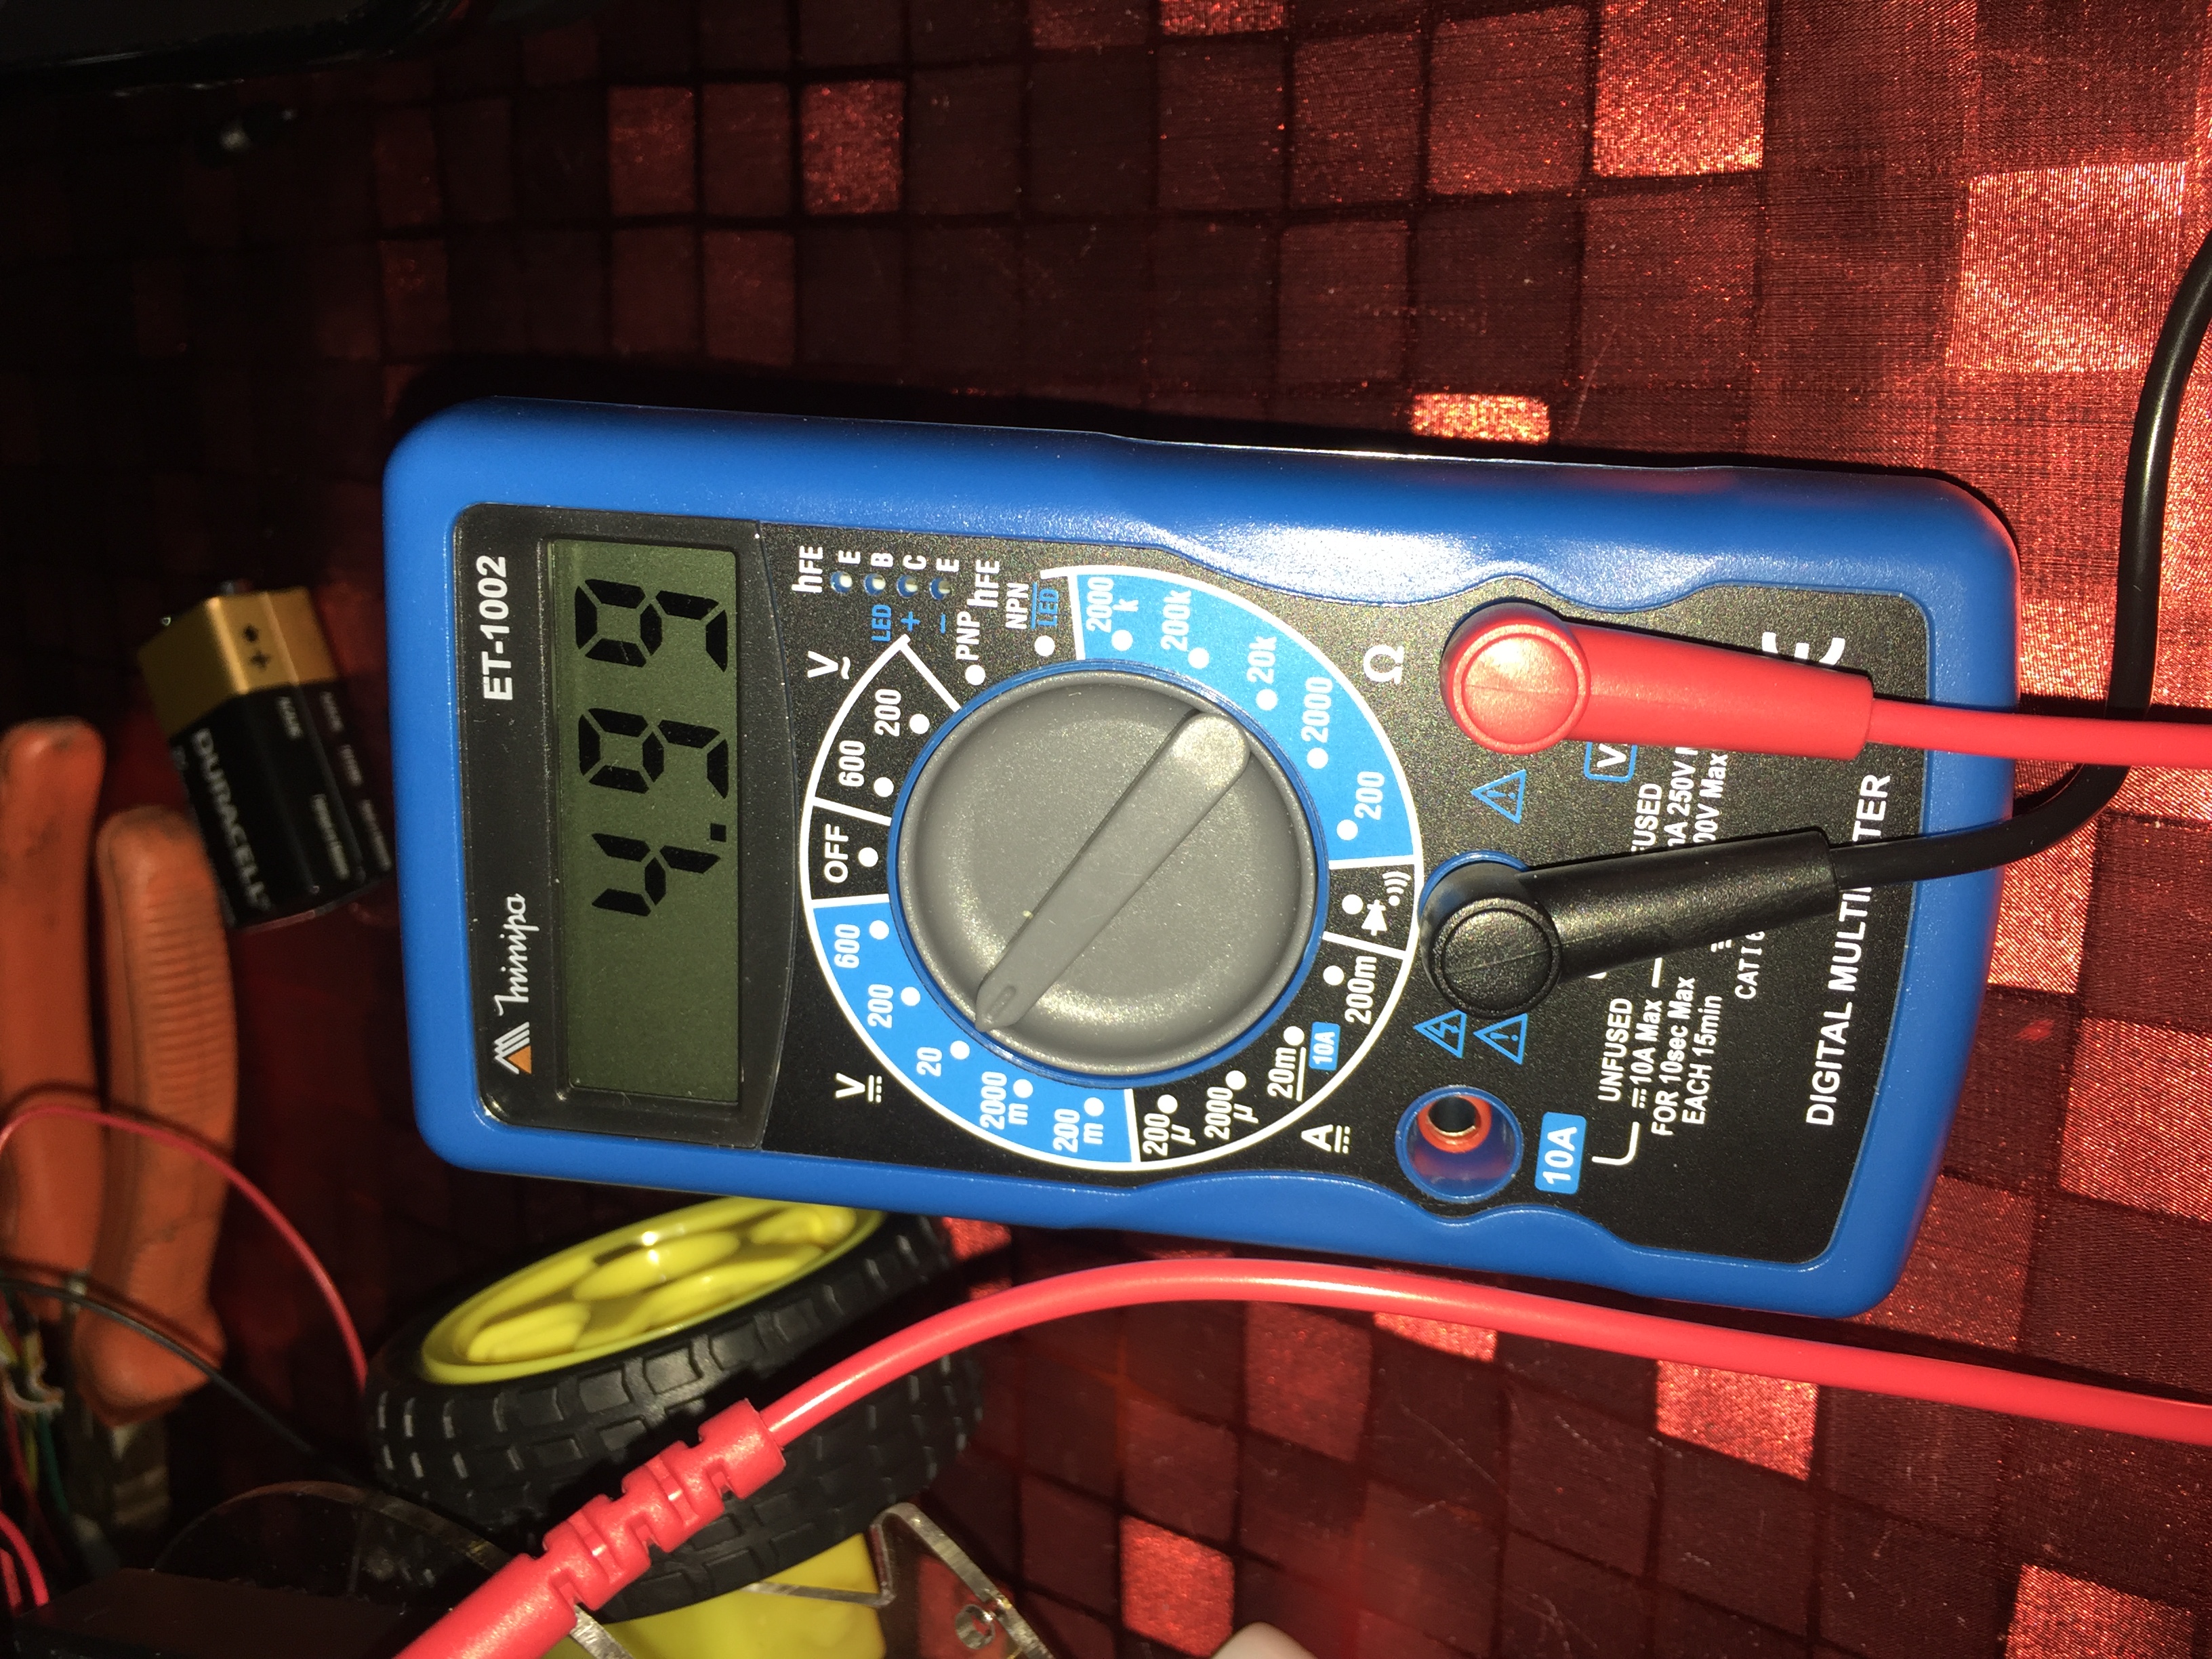 DURACELL
minipa ET-1002
4.99
hFE
V OFF V
600 600
200 200
20
2000
m
200
m
E
LED B
+ C
- E
PNP hFE
NPN
LED
2000
k
200k
20k
2000
200
Ω
200
µ
2000
µ
20m
10A
200m
A
10A
UNFUSED
10A Max
FOR 10sec Max
EACH 15min
250V
Max
CAT I
DIGITAL